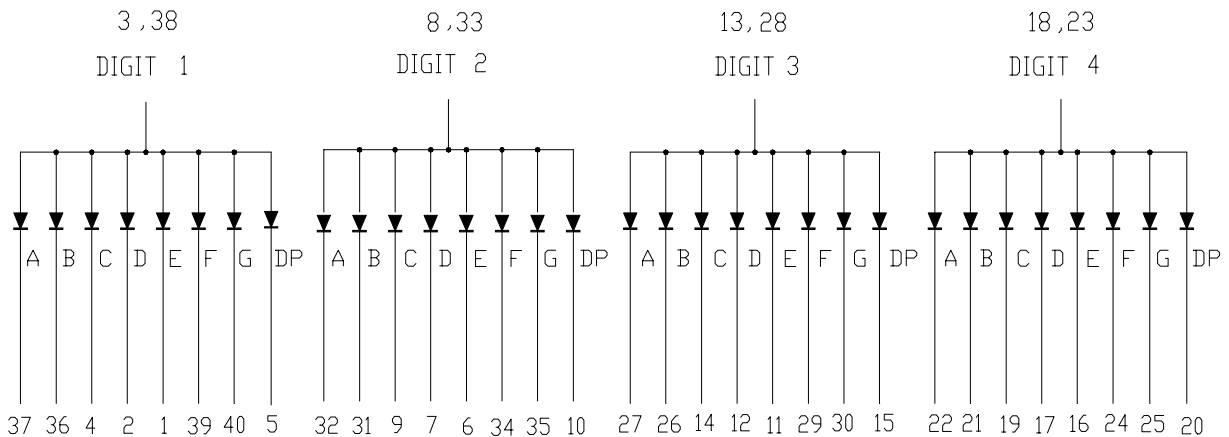 3,38 8,33 13,28 18,23
DIGIT 1 DIGIT 2 DIGIT 3 DIGIT 4
A B C D E F G DP A B C D E F G DP A B C D E F G DP A B C D E F G DP
37 36 4 2 1 39 40 5 32 31 9 7 6 34 35 10 27 26 14 12 11 29 30 15 22 21 19 17 16 24 25 20